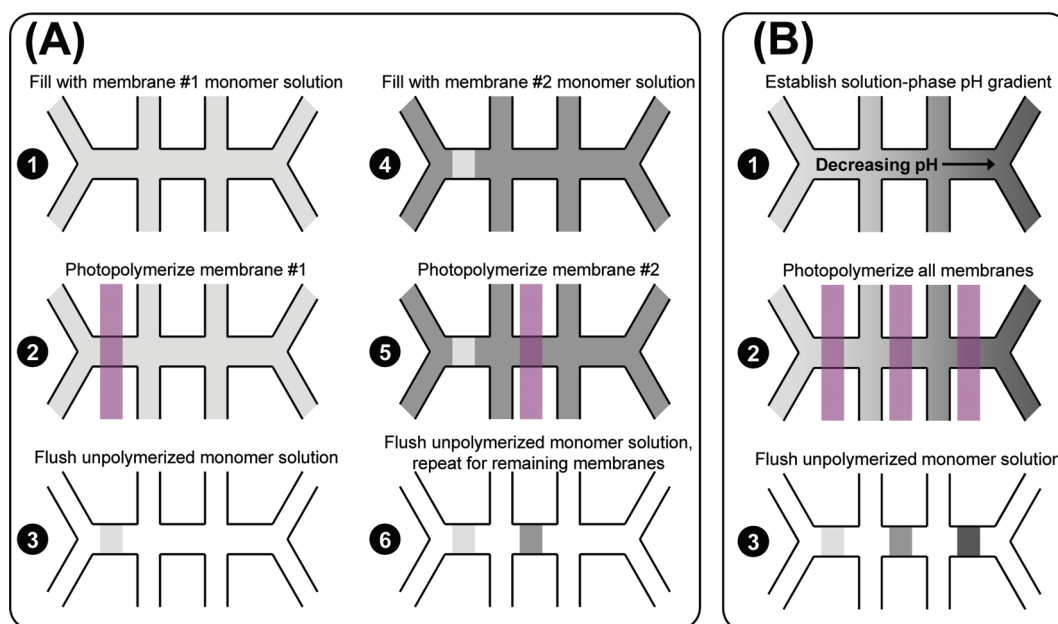 (A)
Fill with membrane #1 monomer solution
1
Photopolymerize membrane #1
2
Flush unpolymerized monomer solution
3
Fill with membrane #2 monomer solution
4
Photopolymerize membrane #2
5
Flush unpolymerized monomer solution,
repeat for remaining membranes
6
(B)
Establish solution-phase pH gradient
1
Decreasing pH
Photopolymerize all membranes
2
Flush unpolymerized monomer solution
3